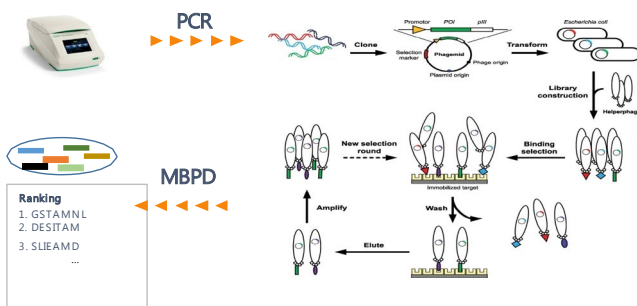 PCR
Promotor
POI
pIII
Clone
Selection
marker
Phagemid
Phage origin
Plasmid origin
Transform
Escherichia coli
Library
construction
Helperphage
New selection
round
Binding
selection
Immobilized target
Wash
Amplify
Elute
MBPD
Ranking
1. GSTAMNL
2. DESITAM
3. SLIEAMD
...